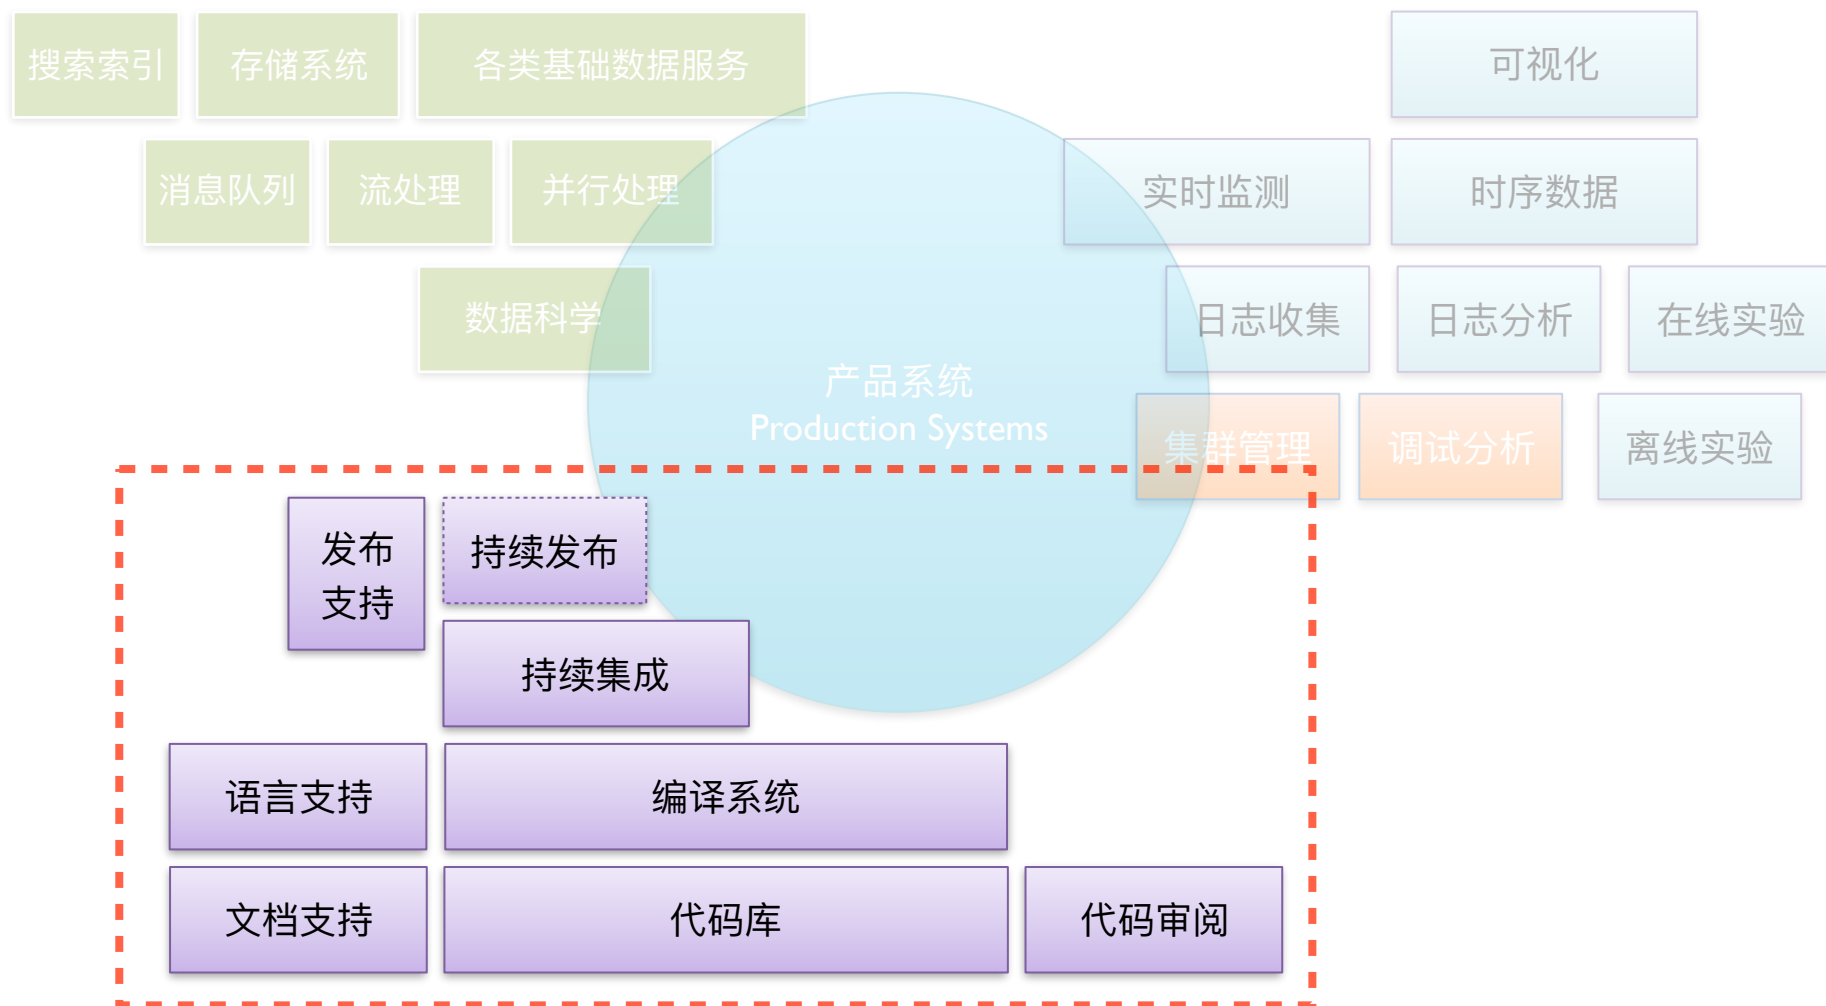 搜索索引
存储系统
各类基础数据服务
可视化
消息队列
流处理
并行处理
实时监测
时序数据
数据科学
日志收集
日志分析
在线实验
产品系统
Production Systems
集群管理
调试分析
离线实验
发布
支持
持续发布
持续集成
语言支持
编译系统
文档支持
代码库
代码审阅